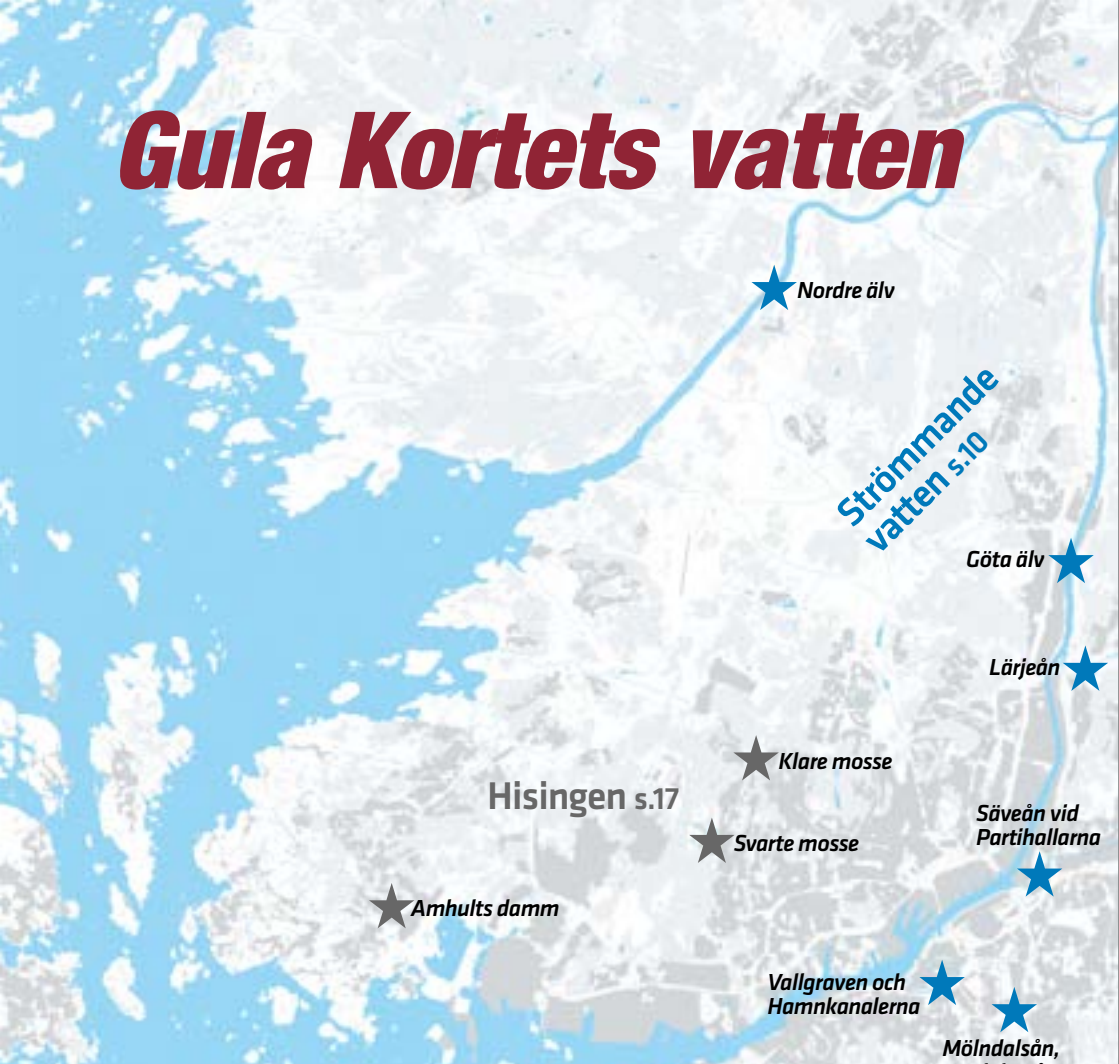 Gula Kortets vatten
Nordre älv
Strömmande
vatten s.10
Göta älv
Lärjeån
Klare mosse
Hisingen s.17
Säveån vid
Partihallarna
Svarte mosse
Amhults damm
Vallgraven och
Hamnkanalerna
Mölndalsån,